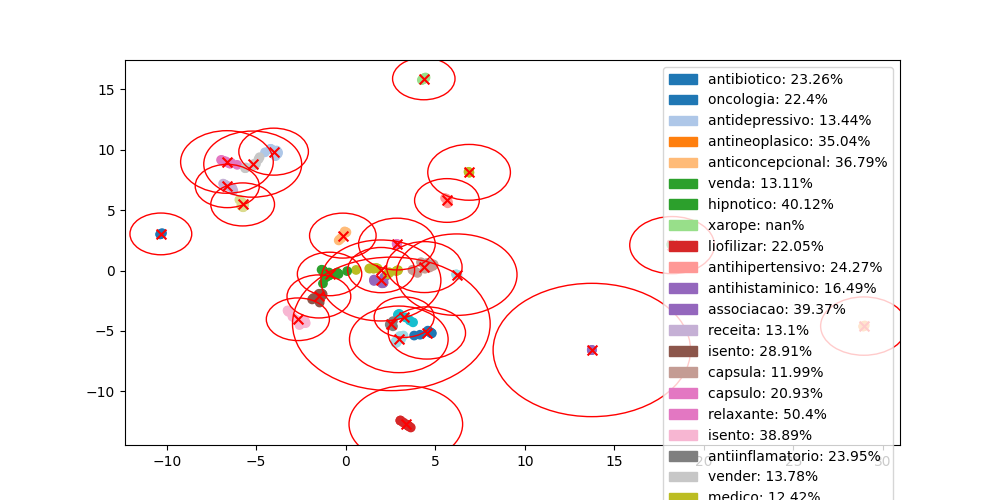 antibiotico: 23.26%
oncologia: 22.4%
antidepressivo: 13.44%
antineoplasico: 35.04%
anticoncepcional: 36.79%
venda: 13.11%
hipnotico: 40.12%
xarope: nan%
liofilizar: 22.05%
antihipertensivo: 24.27%
antihistaminico: 16.49%
associacao: 39.37%
receita: 13.1%
isento: 28.91%
capsula: 11.99%
capsulo: 20.93%
relaxante: 50.4%
isento: 38.89%
antiinflamatorio: 23.95%
vender: 13.78%
medico: 12.42%
15
10
5
0
−5
−10
−10 −5 0 5 10 15 20 25 30